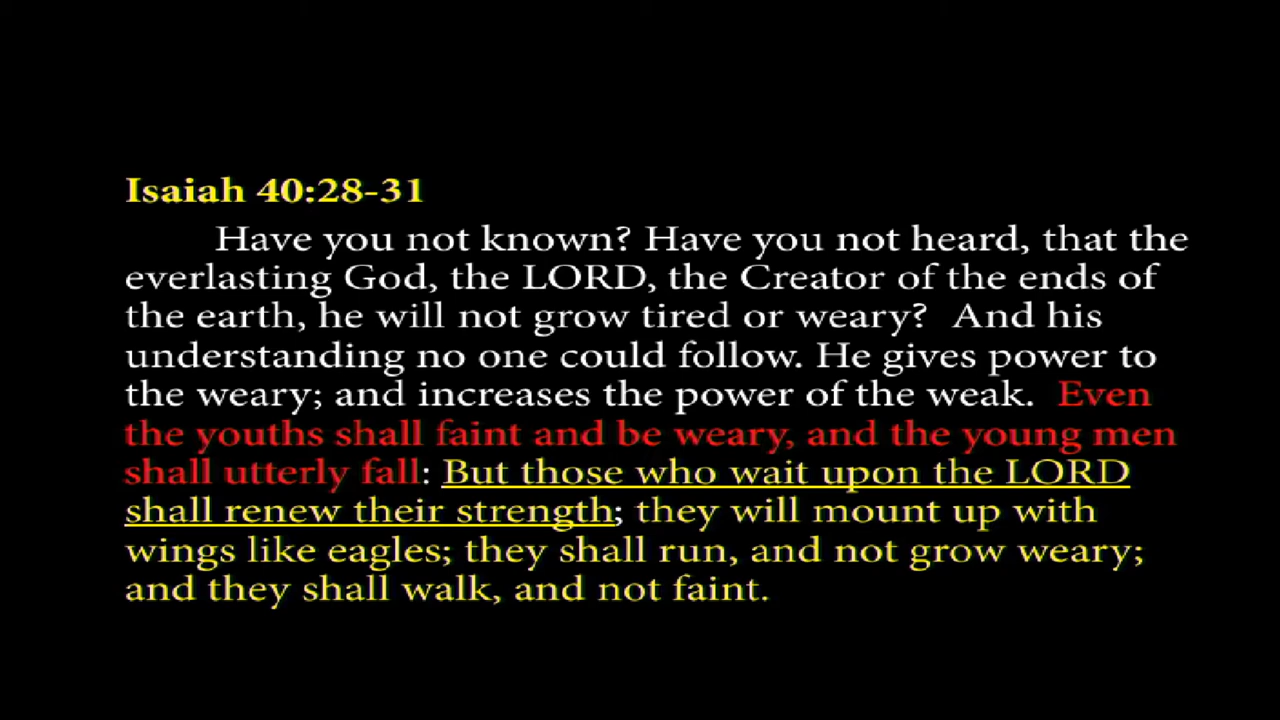 Isaiah 40:28-31
Have you not known? Have you not heard, that the
everlasting God, the LORD, the Creator of the ends of
the earth, he will not grow tired or weary?  And his
understanding no one could follow. He gives power to
the weary; and increases the power of the weak.  Even
the youths shall faint and be weary, and the young men
shall utterly fall: But those who wait upon the LORD
shall renew their strength; they will mount up with
wings like eagles; they shall run, and not grow weary;
and they shall walk, and not faint.